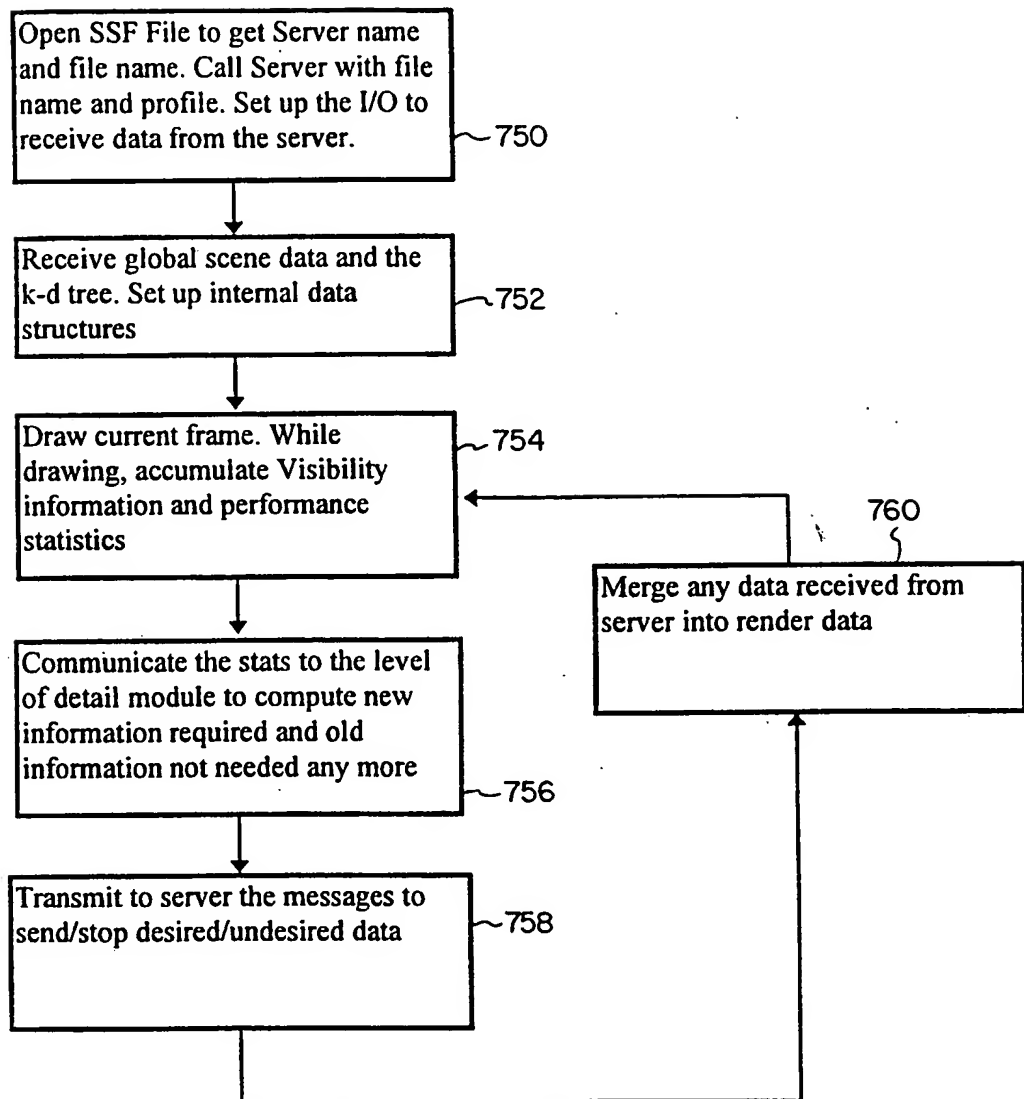 Open SSF File to get Server name
and file name. Call Server with file
name and profile. Set up the I/O to
receive data from the server.
750
Receive global scene data and the
k-d tree. Set up internal data
structures
752
Draw current frame. While
drawing, accumulate Visibility
information and performance
statistics
754
760
Merge any data received from
server into render data
Communicate the stats to the level
of detail module to compute new
information required and old
information not needed any more
756
Transmit to server the messages to
send/stop desired/undesired data
758